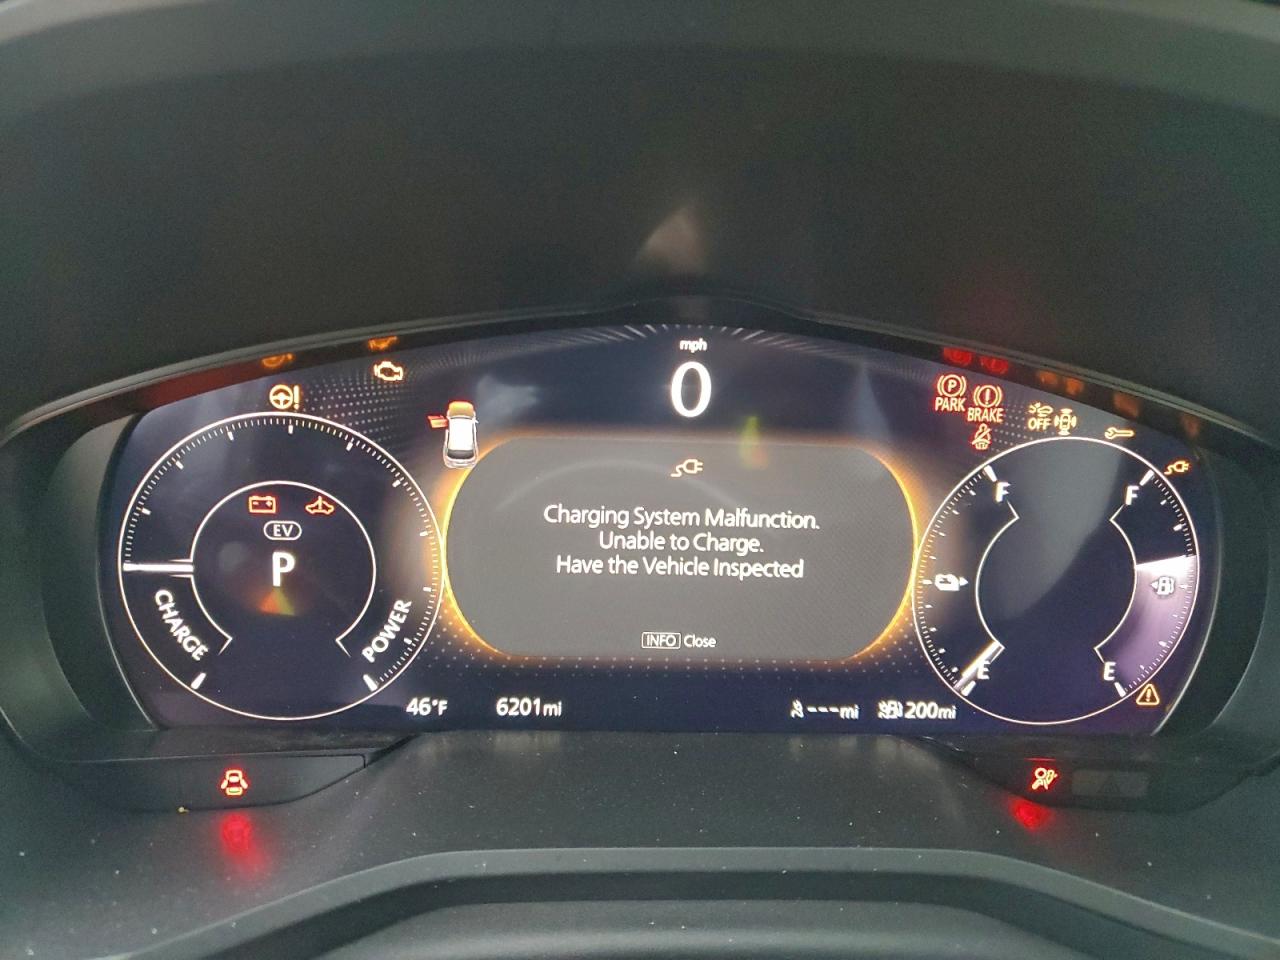 mph
0
PARK
BRAKE
OFF
EV
P
CHARGE
POWER
Charging System Malfunction.
Unable to Charge.
Have the Vehicle Inspected
INFO Close
F
E
F
E
46°F
6201mi
---mi
200mi